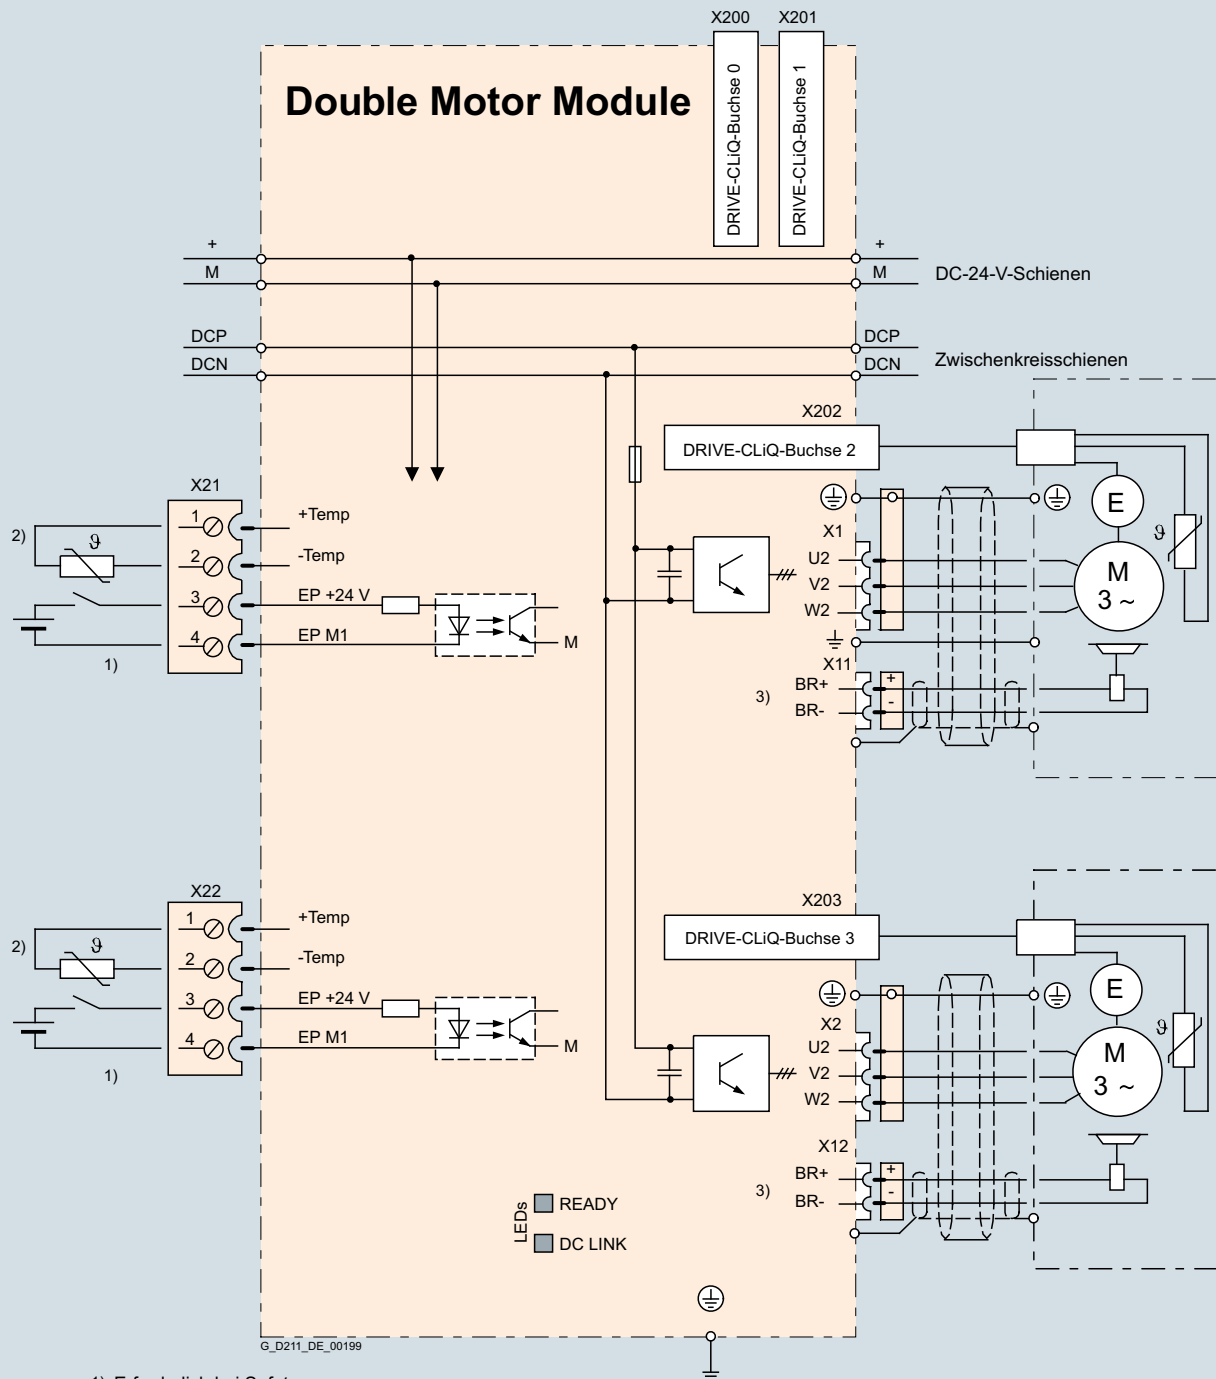 X200
X201
DRIVE-CLiQ-Buchse 0
DRIVE-CLiQ-Buchse 1
Double Motor Module
+
+
M
M
DC-24-V-Schienen
DCP
DCP
DCN
DCN
Zwischenkreisschienen
X202
DRIVE-CLiQ-Buchse 2
X21
1
+Temp
2)
ϑ
2
-Temp
3
EP +24 V
4
EP M1
M
1)
E
ϑ
X1
U2
V2
W2
M
3 ~
X11
3)
BR+
+
BR-
-
X22
1
+Temp
2)
ϑ
2
-Temp
3
EP +24 V
4
EP M1
M
1)
X203
DRIVE-CLiQ-Buchse 3
E
ϑ
X2
U2
V2
W2
M
3 ~
X12
3)
BR+
+
BR-
-
LEDs
READY
DC LINK
G_D211_DE_00199